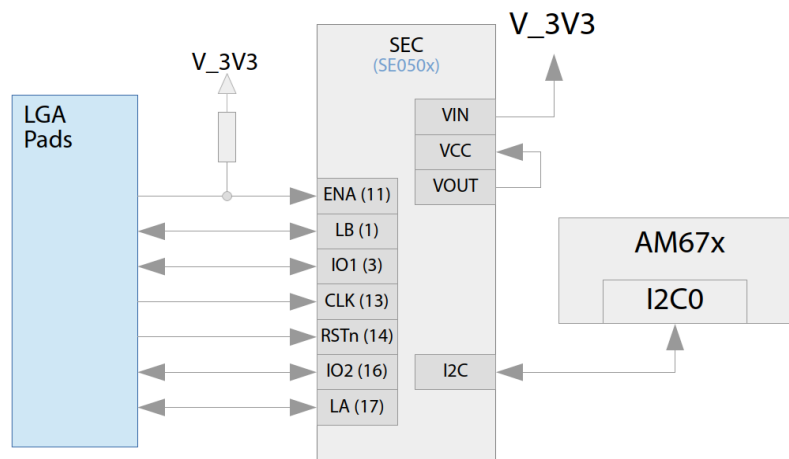 V_3V3
SEC
(SE050x)
V_3V3
LGA
Pads
VIN
VCC
VOUT
ENA (11)
LB (1)
IO1 (3)
CLK (13)
RSTn (14)
IO2 (16)
LA (17)
I2C
AM67x
I2C0